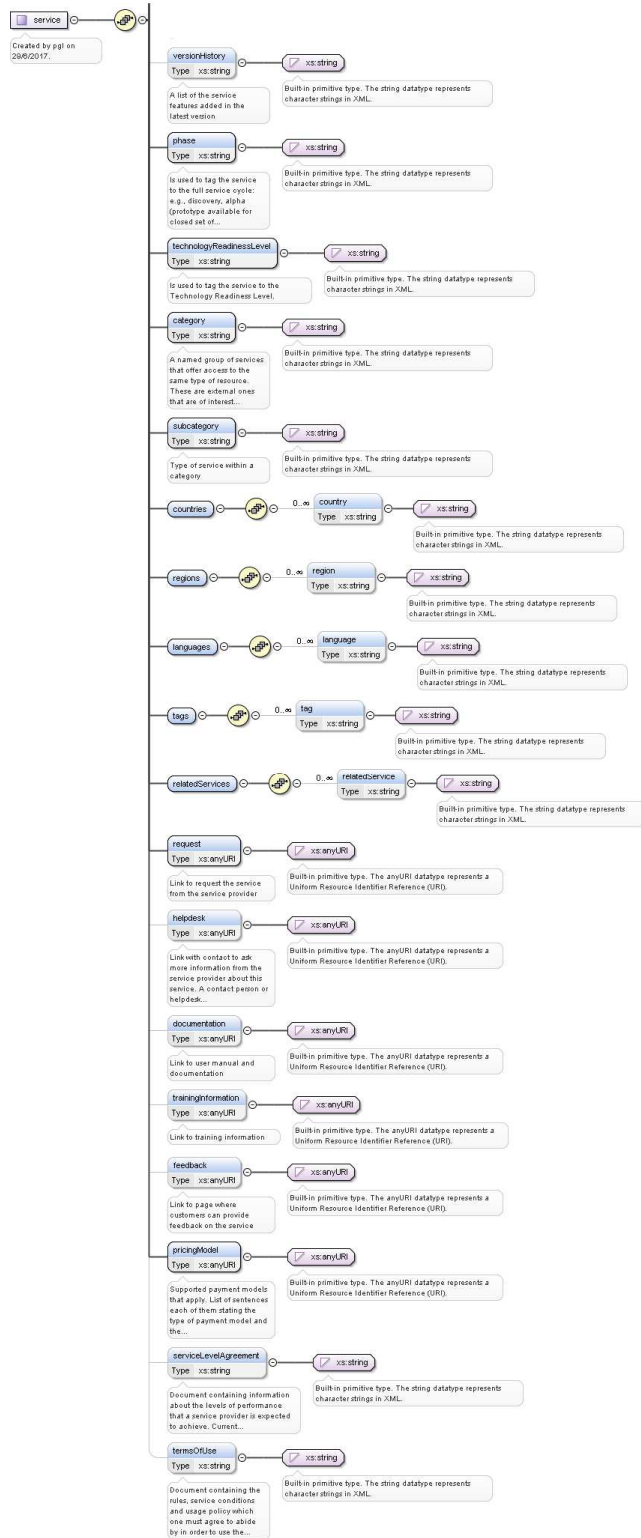 service
Created by pgl on
29/6/2017.
versionHistory
Type xs:string
A list of the service
features added in the
latest version
xs:string
Built-in primitive type. The string datatype represents
character strings in XML.
phase
Type xs:string
Is used to tag the service
to the full service cycle:
e.g., discovery, alpha
(prototype available for
closed set of...
xs:string
Built-in primitive type. The string datatype represents
character strings in XML.
technologyReadinessLevel
Type xs:string
Is used to tag the service to the
Technology Readiness Level.
xs:string
Built-in primitive type. The string datatype represents
character strings in XML.
category
Type xs:string
A named group of services
that offer access to the
same type of resource.
These are external ones
that are of interest...
xs:string
Built-in primitive type. The string datatype represents
character strings in XML.
subcategory
Type xs:string
Type of service within a
category
xs:string
Built-in primitive type. The string datatype represents
character strings in XML.
countries
0..∞
country
Type xs:string
xs:string
Built-in primitive type. The string datatype represents
character strings in XML.
regions
0..∞
region
Type xs:string
xs:string
Built-in primitive type. The string datatype represents
character strings in XML.
languages
0..∞
language
Type xs:string
xs:string
Built-in primitive type. The string datatype represents
character strings in XML.
tags
0..∞
tag
Type xs:string
xs:string
Built-in primitive type. The string datatype represents
character strings in XML.
relatedServices
0..∞
relatedService
Type xs:string
xs:string
Built-in primitive type. The string datatype represents
character strings in XML.
request
Type xs:anyURI
Link to request the service
from the service provider
xs:anyURI
Built-in primitive type. The anyURI datatype represents a
Uniform Resource Identifier Reference (URI).
helpdesk
Type xs:anyURI
Link with contact to ask
more information from the
service provider about this
service. A contact person or
helpdesk...
xs:anyURI
Built-in primitive type. The anyURI datatype represents a
Uniform Resource Identifier Reference (URI).
documentation
Type xs:anyURI
Link to user manual and
documentation
xs:anyURI
Built-in primitive type. The anyURI datatype represents a
Uniform Resource Identifier Reference (URI).
trainingInformation
Type xs:anyURI
Link to training information
xs:anyURI
Built-in primitive type. The anyURI datatype represents a
Uniform Resource Identifier Reference (URI).
feedback
Type xs:anyURI
Link to page where
customers can provide
feedback on the service
xs:anyURI
Built-in primitive type. The anyURI datatype represents a
Uniform Resource Identifier Reference (URI).
pricingModel
Type xs:anyURI
Supported payment models
that apply. List of sentences
each of them stating the
type of payment model and
the...
xs:anyURI
Built-in primitive type. The anyURI datatype represents a
Uniform Resource Identifier Reference (URI).
serviceLevelAgreement
Type xs:string
Document containing information
about the levels of performance
that a service provider is expected
to achieve. Current...
xs:string
Built-in primitive type. The string datatype represents
character strings in XML.
termsOfUse
Type xs:string
Document containing the
rules, service conditions
and usage policy which
one must agree to abide
by in order to use the...
xs:string
Built-in primitive type. The string datatype represents
character strings in XML.